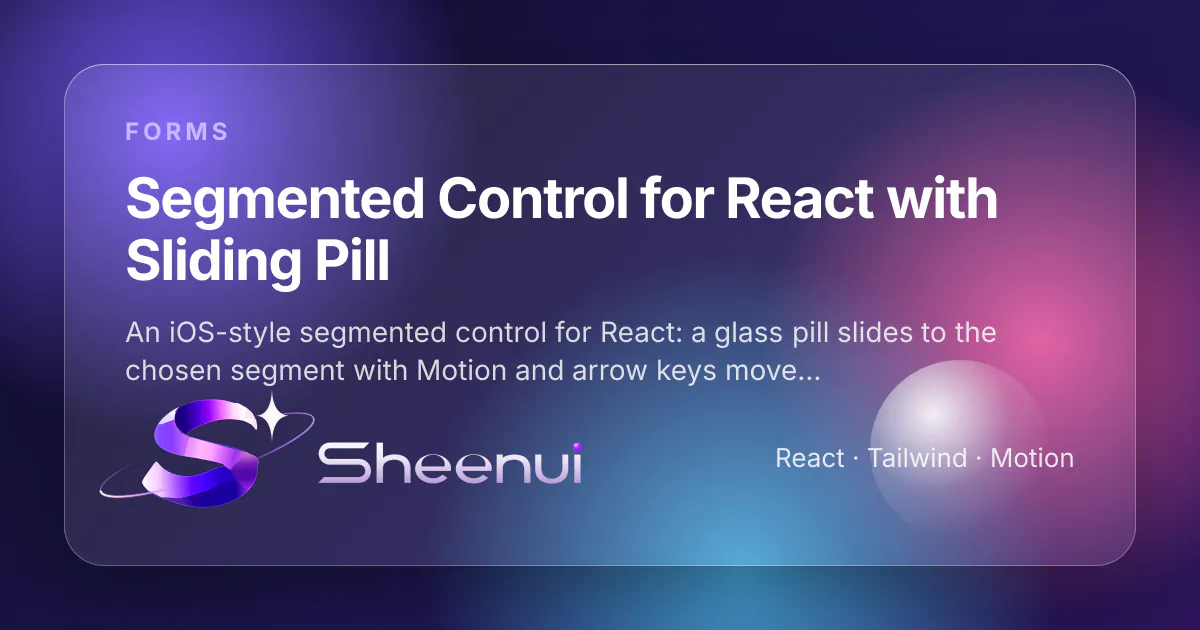 FORMS
Segmented Control for React with
Sliding Pill
An iOS-style segmented control for React: a glass pill slides to the
chosen segment with Motion and arrow keys move...
Sheenui
React · Tailwind · Motion